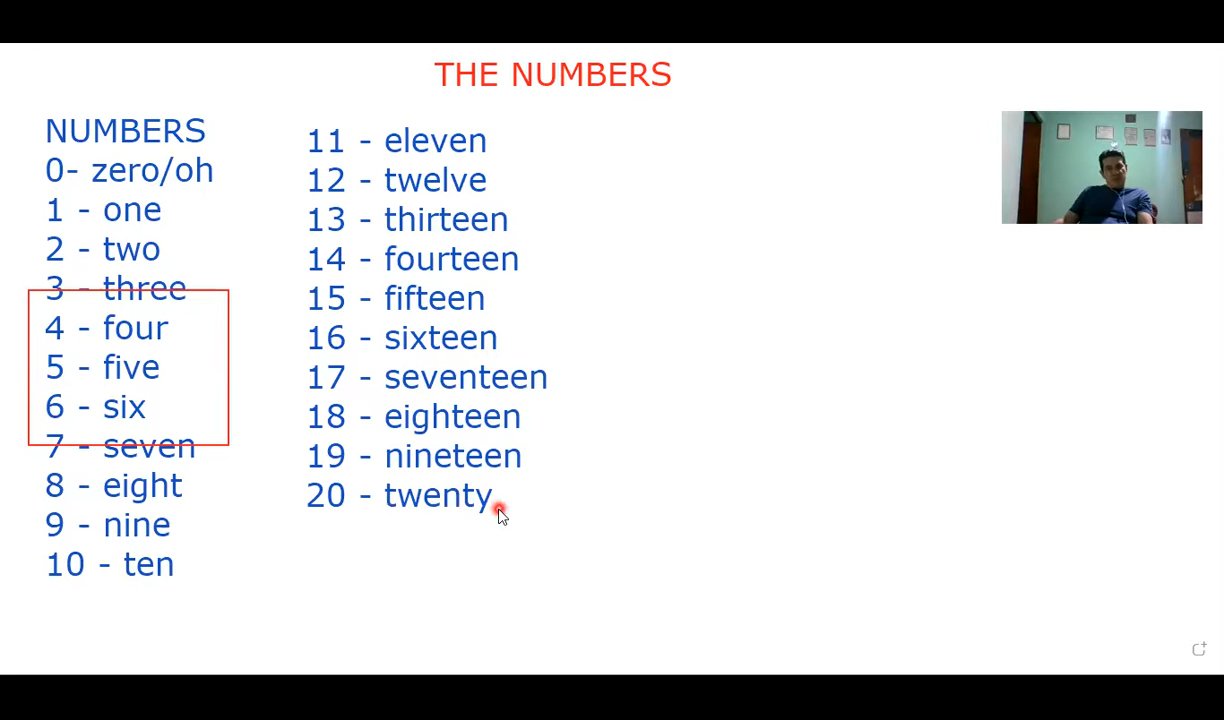 THE NUMBERS
NUMBERS
0- zero/oh
1 - one
2 - two
3 - three
4 - four
5 - five
6 - six
7 - seven
8 - eight
9 - nine
10 - ten
11 - eleven
12 - twelve
13 - thirteen
14 - fourteen
15 - fifteen
16 - sixteen
17 - seventeen
18 - eighteen
19 - nineteen
20 - twenty